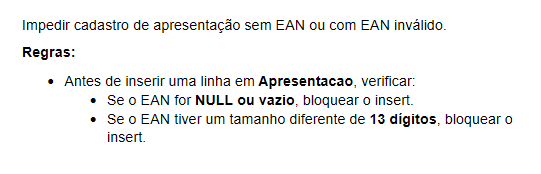 Impedir cadastro de apresentação sem EAN ou com EAN inválido.
Regras:
• Antes de inserir uma linha em Apresentacao, verificar:
• Se o EAN for NULL ou vazio, bloquear o insert.
• Se o EAN tiver um tamanho diferente de 13 dígitos, bloquear o
insert.